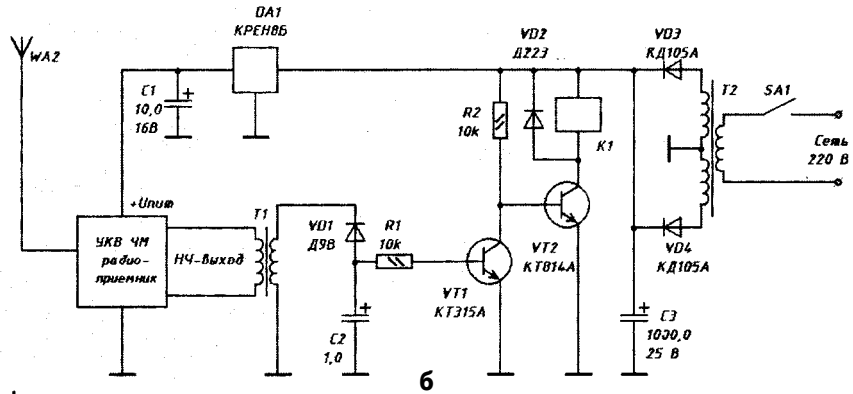 DA1
КРЕН8Б
WA2
C1
10,0
16В
+
VD2
Д223
VD3
КД105А
T2
SA1
R2
10k
K1
Сеть
220 В
+Uпит
T1
УКВ ЧМ
радио-
приемник
НЧ-выход
VD1
Д9В
R1
10k
VT1
КТ315А
VT2
КТ814А
VD4
КД105А
+
C2
1,0
+
C3
1000,0
25 В
б